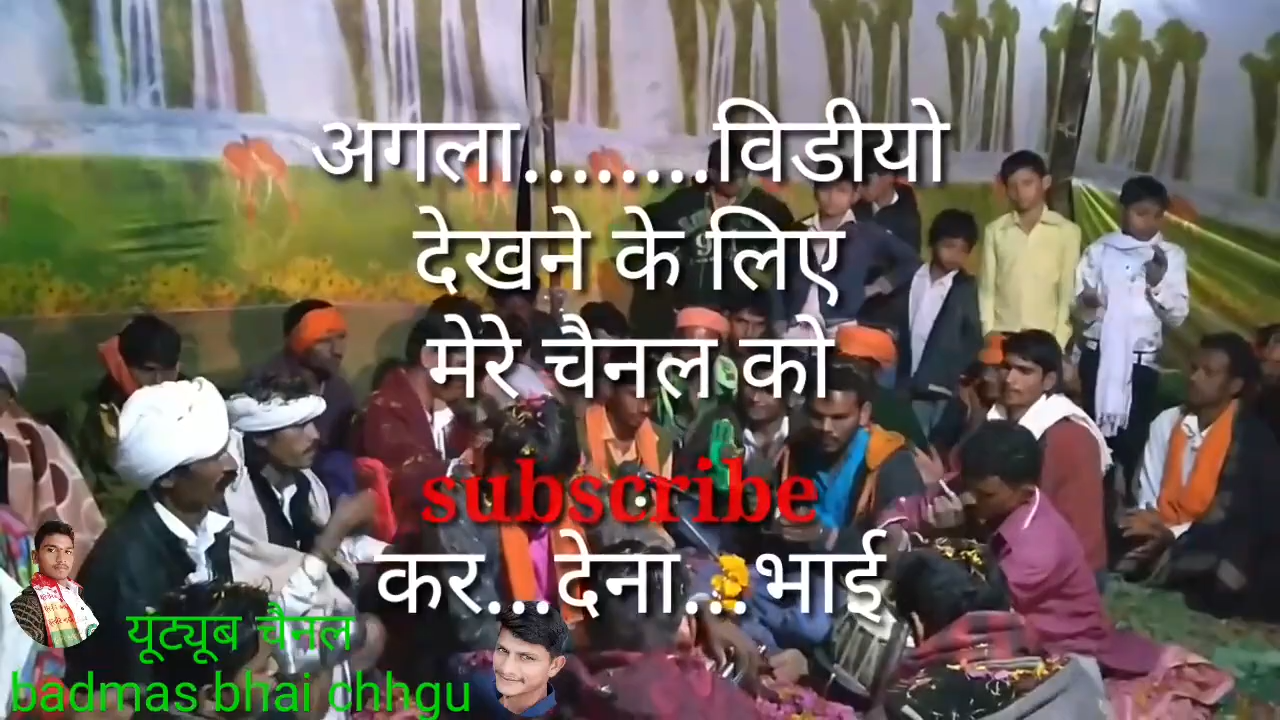 अगला........विडीयो
देखने के लिए
मेरे चैनल को
subscribe
कर...देना...भाई
यूंट्यूब चैनल
badmas bhai chhgu